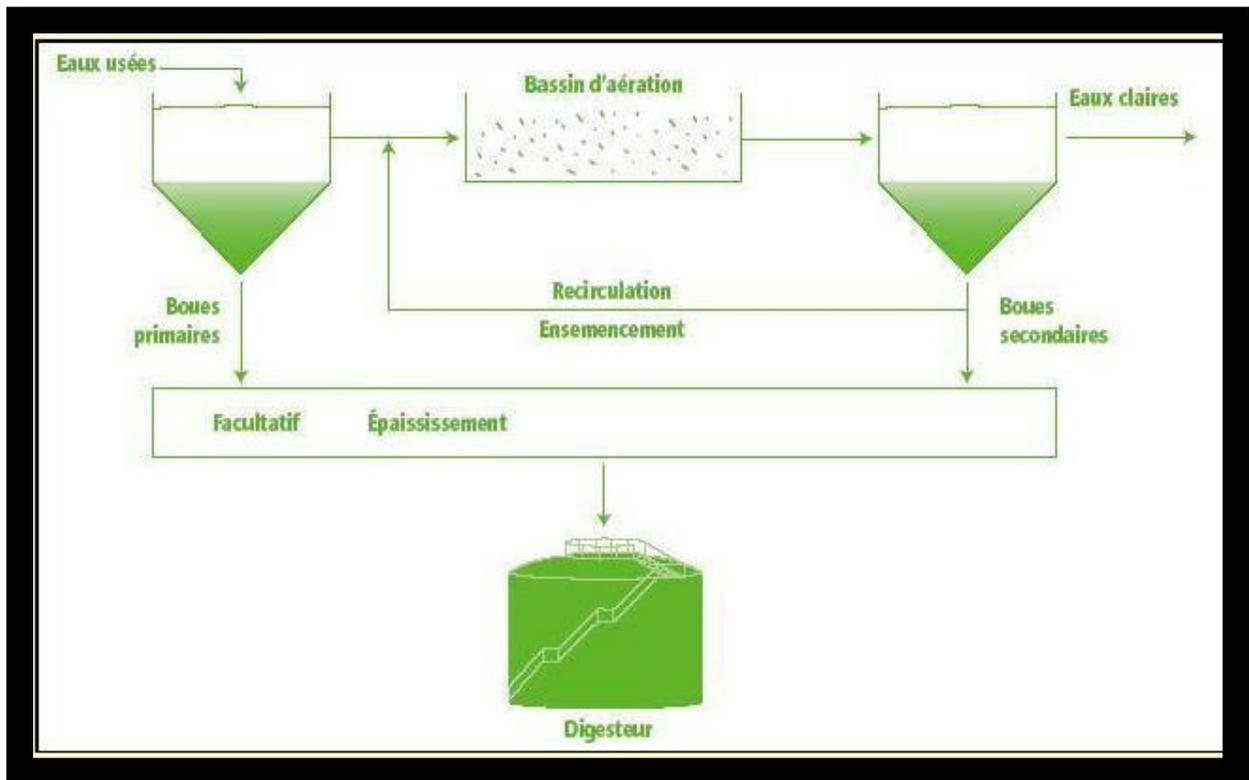 Eaux usées
Bassin d'aération
Eaux claires
Recirculation
Ensemencement
Boues
primaires
Boues
secondaires
Facultatif Épaississement
Digesteur